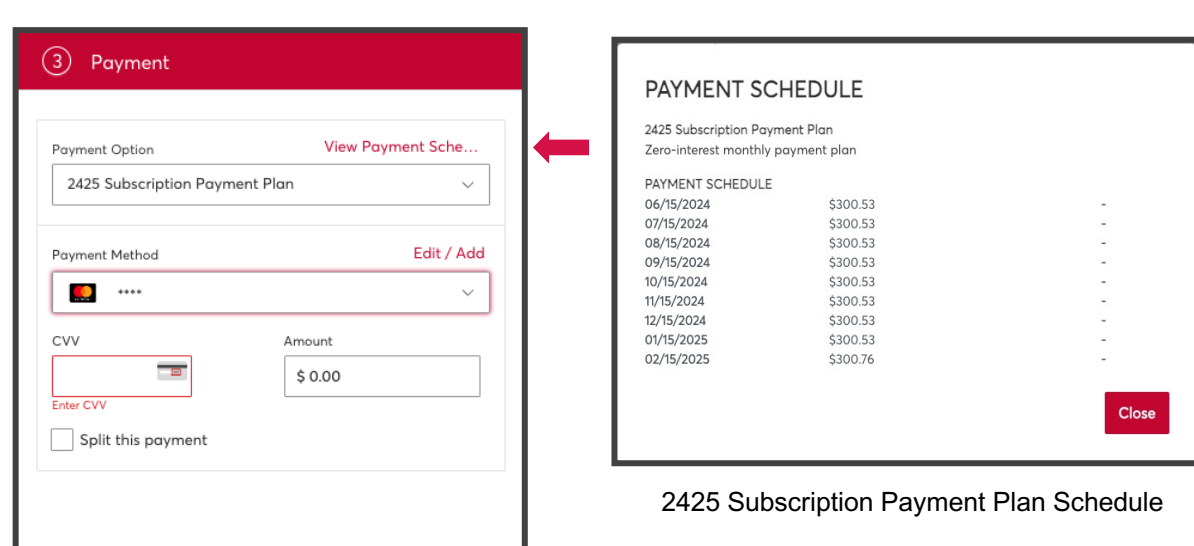 3 Payment
Payment Option View Payment Sche...
2425 Subscription Payment Plan
Payment Method Edit / Add
****
CVV Amount
$ 0.00
Enter CVV
Split this payment
PAYMENT SCHEDULE
2425 Subscription Payment Plan
Zero-interest monthly payment plan
PAYMENT SCHEDULE
06/15/2024 $300.53 -
07/15/2024 $300.53 -
08/15/2024 $300.53 -
09/15/2024 $300.53 -
10/15/2024 $300.53 -
11/15/2024 $300.53 -
12/15/2024 $300.53 -
01/15/2025 $300.53 -
02/15/2025 $300.76 -
Close
2425 Subscription Payment Plan Schedule